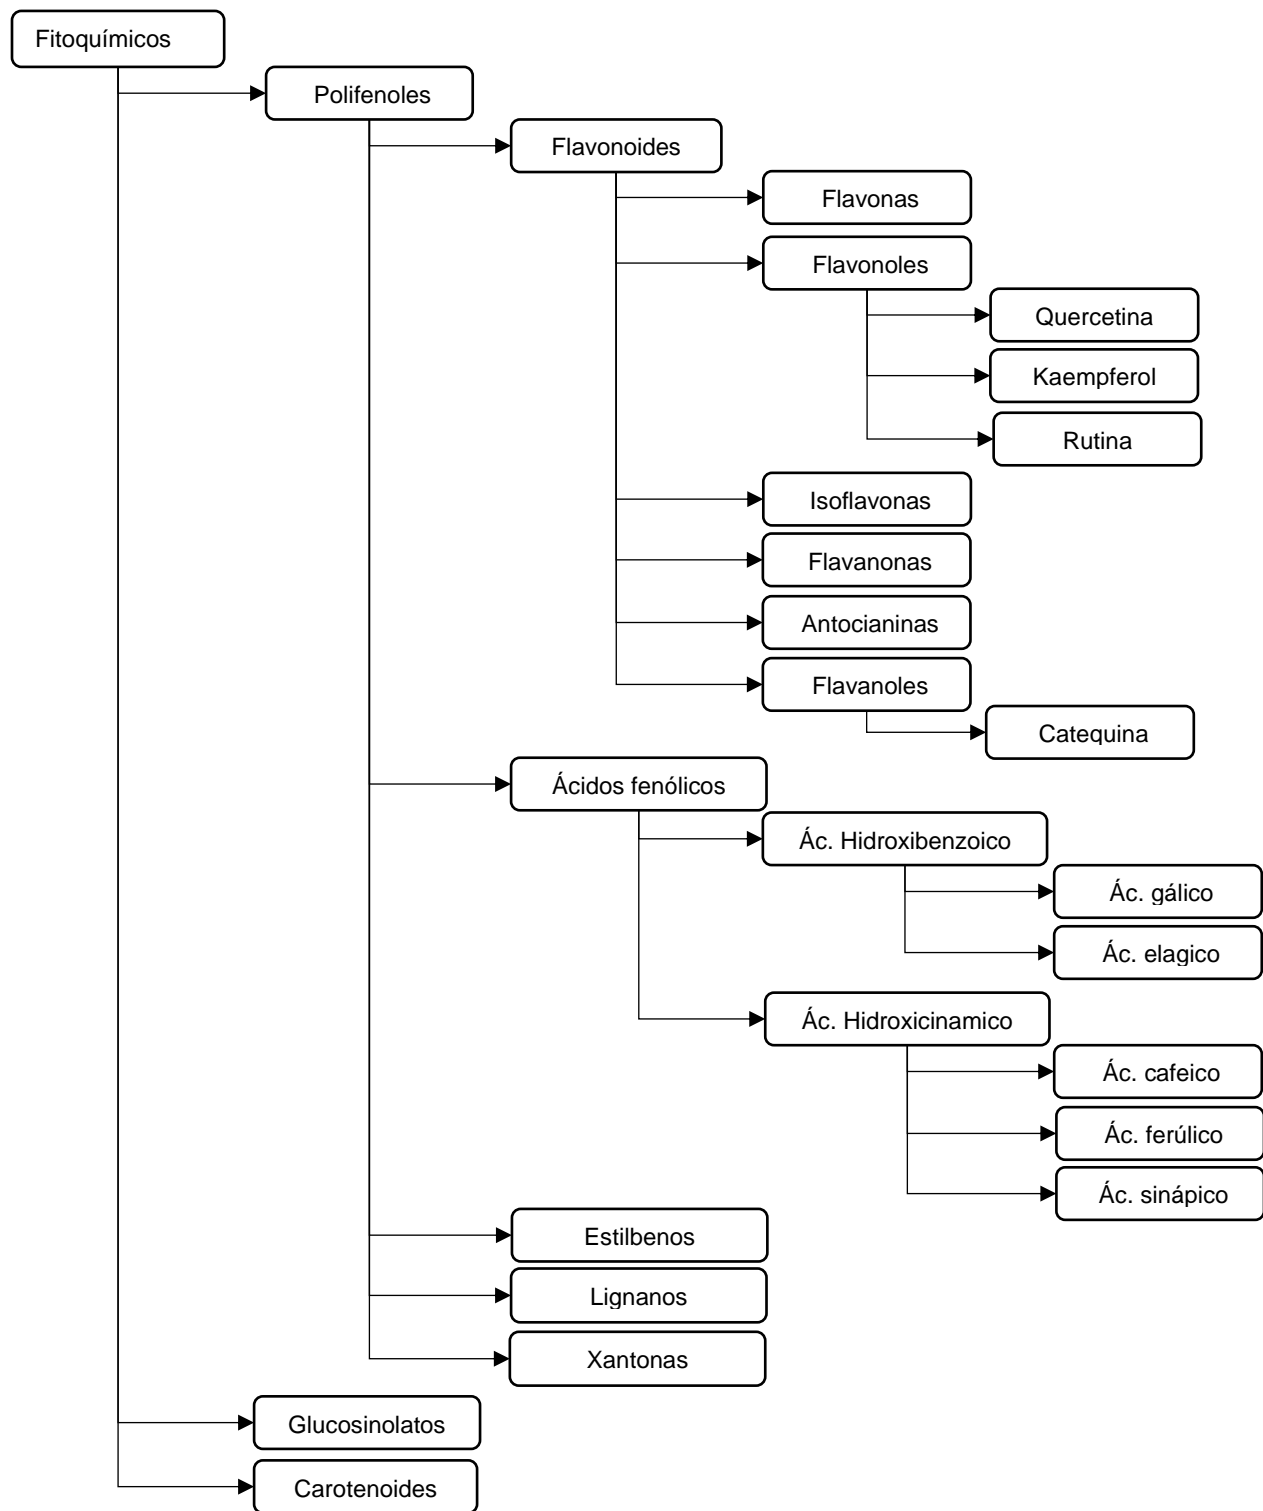 Fitoquímicos
Polifenoles
Flavonoides
Flavonas
Flavonoles
Quercetina
Kaempferol
Rutina
Isoflavonas
Flavanonas
Antocianinas
Flavanoles
Catequina
Ácidos fenólicos
Ác. Hidroxibenzoico
Ác. gálico
Ác. elagico
Ác. Hidroxicinamico
Ác. cafeico
Ác. ferúlico
Ác. sinápico
Estilbenos
Lignanos
Xantonas
Glucosinolatos
Carotenoides